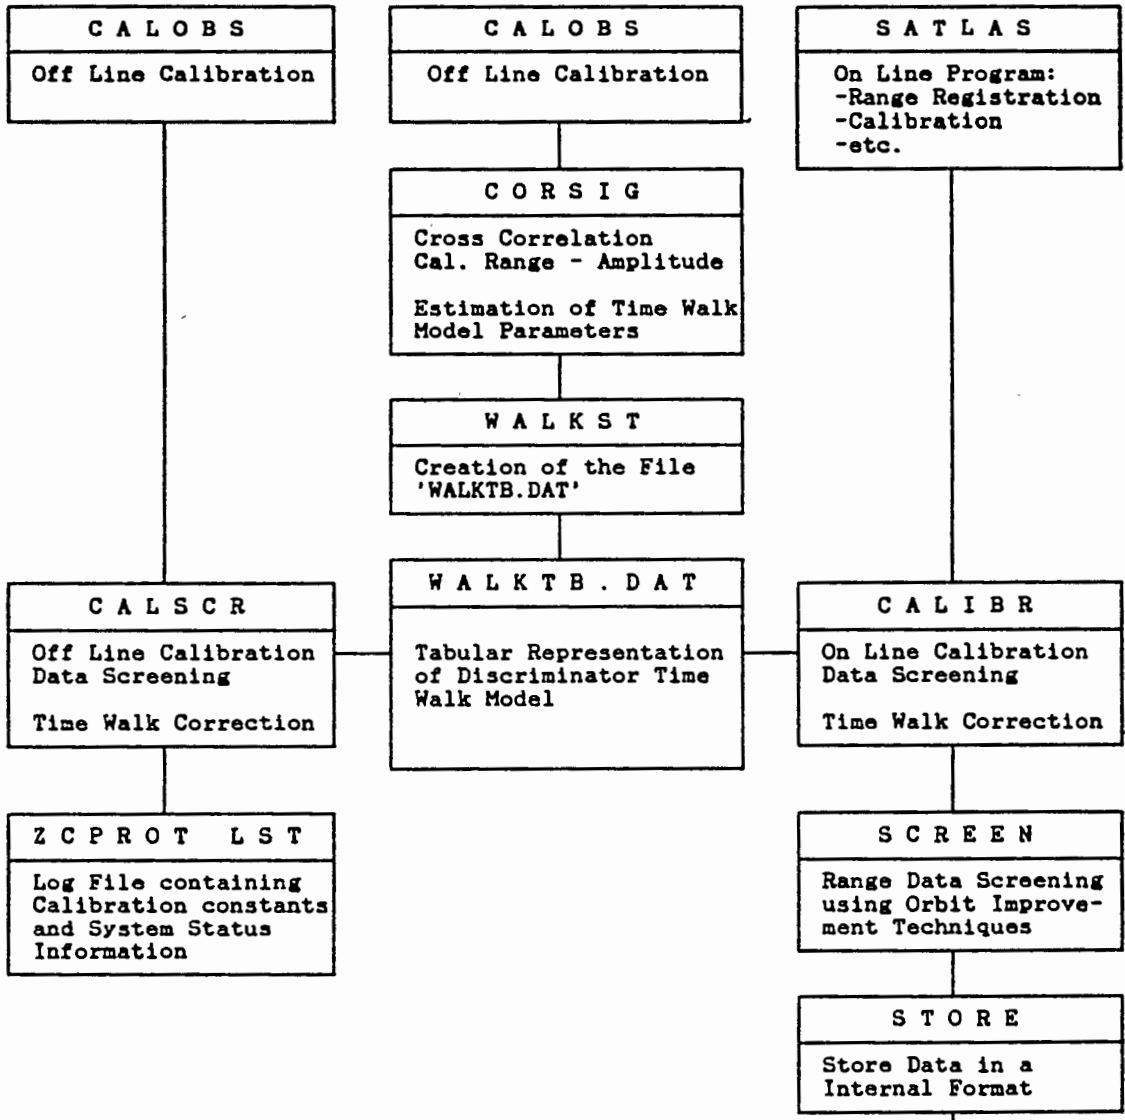 C A L O B S
Off Line Calibration
C A L O B S
Off Line Calibration
S A T L A S
On Line Program:
-Range Registration
-Calibration
-etc.
C O R S I G
Cross Correlation
Cal. Range - Amplitude
Estimation of Time Walk
Model Parameters
W A L K S T
Creation of the File
'WALKTB.DAT'
C A L S C R
Off Line Calibration
Data Screening
Time Walk Correction
W A L K T B . D A T
Tabular Representation
of Discriminator Time
Walk Model
C A L I B R
On Line Calibration
Data Screening
Time Walk Correction
Z C P R O T   L S T
Log File containing
Calibration constants
and System Status
Information
S C R E E N
Range Data Screening
using Orbit Improve-
ment Techniques
S T O R E
Store Data in a
Internal Format